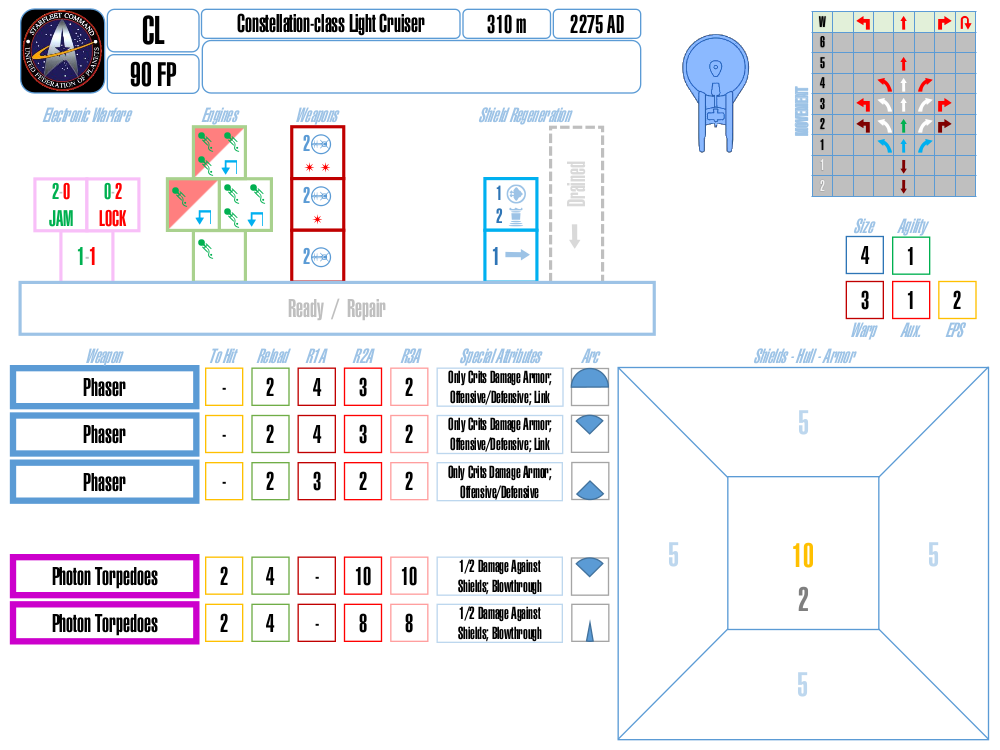 STARFLEET COMMAND
UNITED FEDERATION OF PLANETS
CL
90 FP
Constellation-class Light Cruiser
310 m
2275 AD
Electronic Warfare
Engines
Weapons
Shield Regeneration
2-0
JAM
0-2
LOCK
1-1
2
2
2
1
2
1
Drained
Ready / Repair
MOVEMENT
W
6
5
4
3
2
1
1
2
Size
Agility
4
1
3
1
2
Warp
Aux.
EPS
Weapon
To Hit
Reload
R1A
R2A
R3A
Special Attributes
Arc
Phaser
-
2
4
3
2
Only Crits Damage Armor;
Offensive/Defensive; Link
Phaser
-
2
4
3
2
Only Crits Damage Armor;
Offensive/Defensive; Link
Phaser
-
2
3
2
2
Only Crits Damage Armor;
Offensive/Defensive
Photon Torpedoes
2
4
-
10
10
1/2 Damage Against
Shields; Blowthrough
Photon Torpedoes
2
4
-
8
8
1/2 Damage Against
Shields; Blowthrough
Shields - Hull - Armor
5
5
10
5
2
5